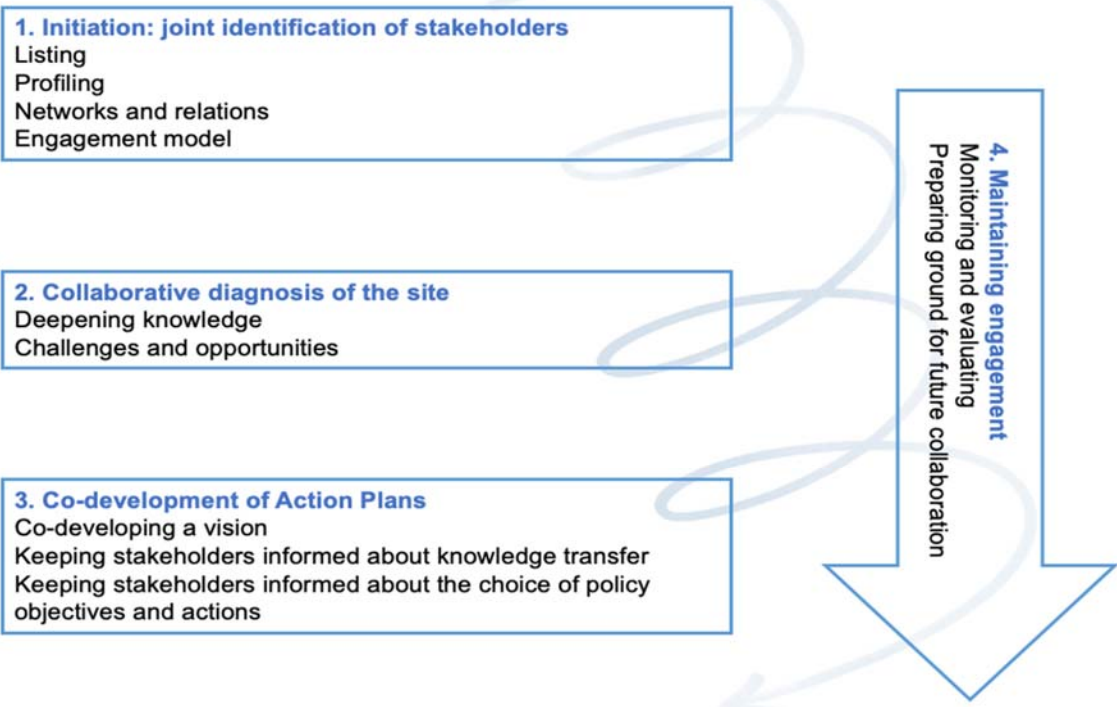 1. Initiation: joint identification of stakeholders
Listing
Profiling
Networks and relations
Engagement model
2. Collaborative diagnosis of the site
Deepening knowledge
Challenges and opportunities
3. Co-development of Action Plans
Co-developing a vision
Keeping stakeholders informed about knowledge transfer
Keeping stakeholders informed about the choice of policy
objectives and actions
4. Maintaining engagement
Monitoring and evaluating
Preparing ground for future collaboration